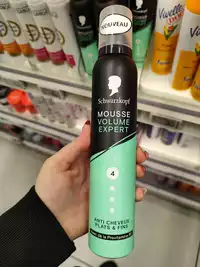 NOUVEAU
Schwarzkopf
MOUSSE
VOLUME
EXPERT
4
ANTI CHEVEUX
PLATS & FINS